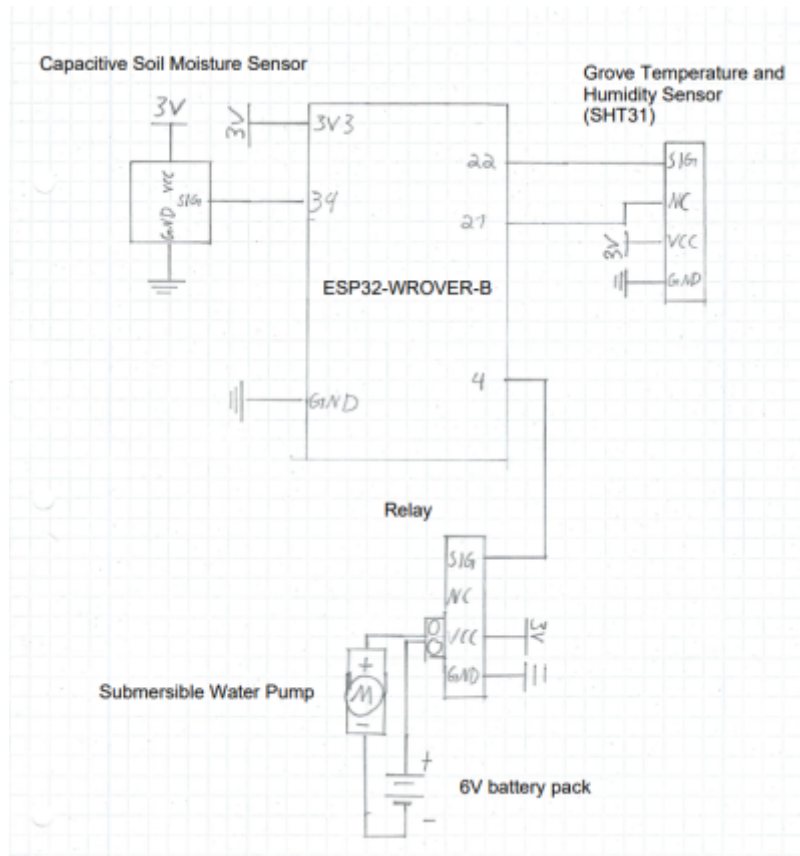 Capacitive Soil Moisture Sensor
Grove Temperature and
Humidity Sensor
(SHT31)
3V
3V
3V3
VCC
SIG
GND
34
22
21
SIG
NC
VCC
GND
3V
ESP32-WROVER-B
4
GND
Relay
SIG
NC
VCC
GND
3V
+
M
-
Submersible Water Pump
+
6V battery pack
-